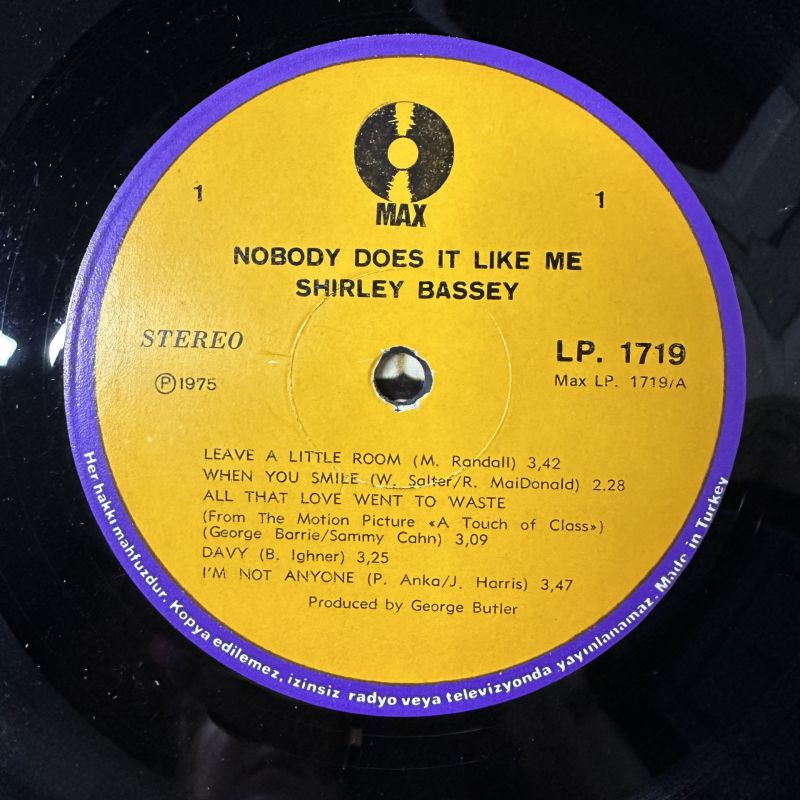 MAX
1 1
NOBODY DOES IT LIKE ME
SHIRLEY BASSEY
STEREO
LP. 1719
℗ 1975
Max LP. 1719/A
LEAVE A LITTLE ROOM (M. Randall) 3,42
WHEN YOU SMILE (W. Salter/R. MaiDonald) 2.28
ALL THAT LOVE WENT TO WASTE
(From The Motion Picture «A Touch of Class»)
(George Barrie/Sammy Cahn) 3,09
DAVY (B. Ighner) 3,25
I'M NOT ANYONE (P. Anka/J. Harris) 3,47
Produced by George Butler
Her hakkı mahfuzdur. Kopya edilemez, izinsiz radyo veya televizyonda yayınlanamaz. Made in Turkey